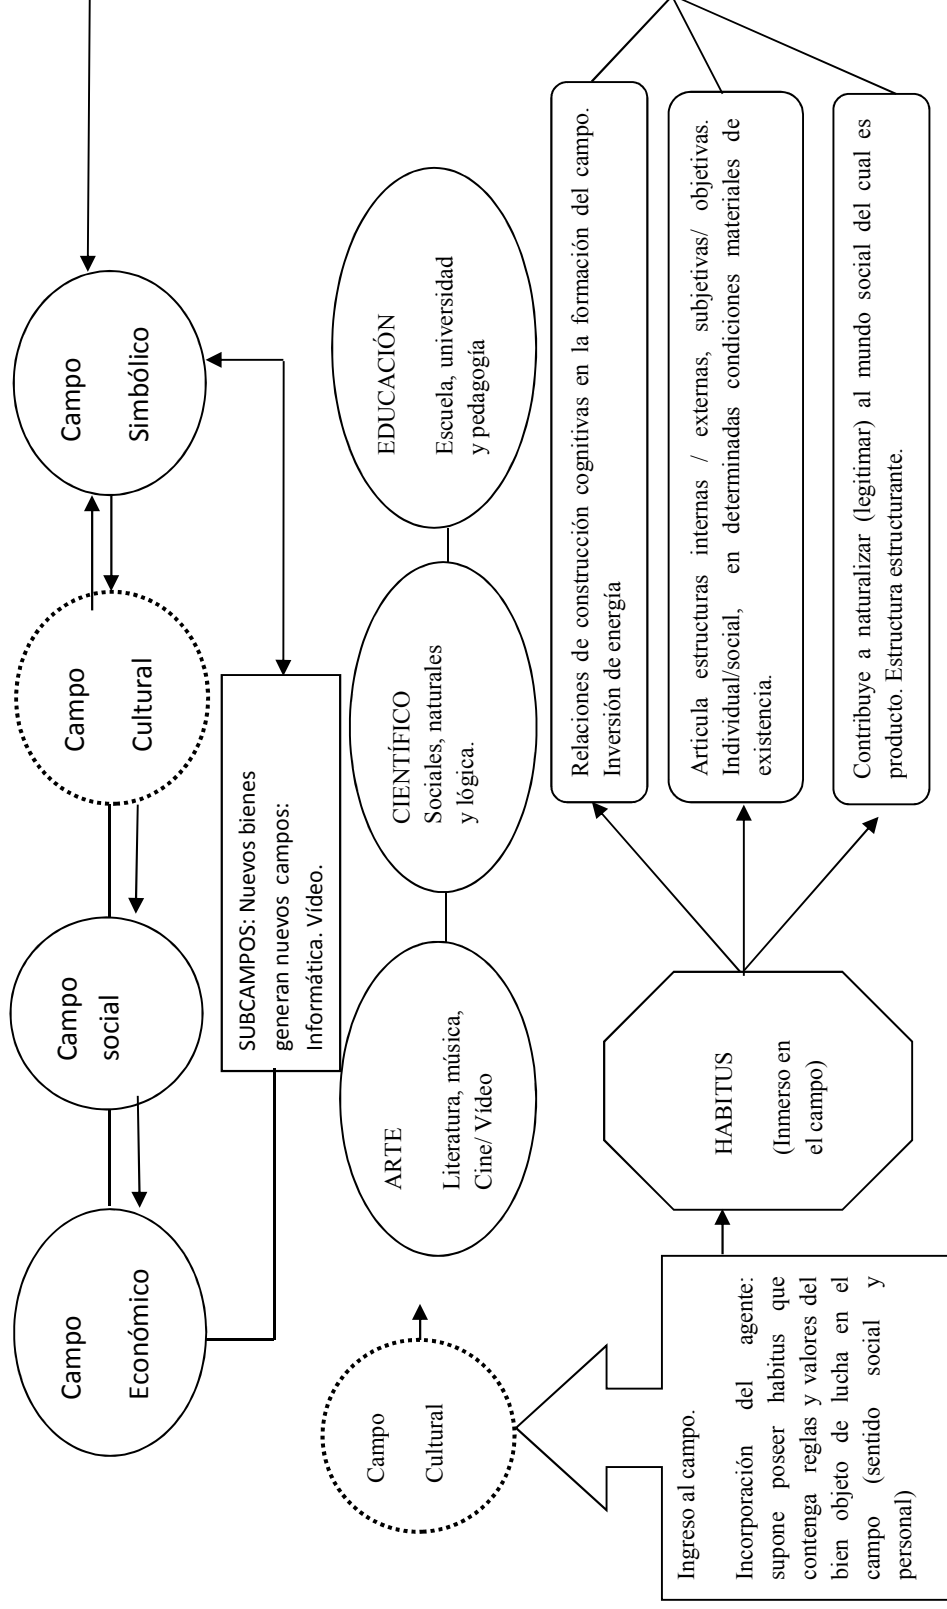 Campo
Económico
Campo
social
Campo
Cultural
Campo
Simbólico
SUBCAMPOS: Nuevos bienes
generan nuevos campos:
Informática. Vídeo.
Campo
Cultural
ARTE
Literatura, música,
Cine/ Vídeo
CIENTÍFICO
Sociales, naturales
y lógica.
EDUCACIÓN
Escuela, universidad
y pedagogía
Ingreso al campo.
Incorporación del agente:
supone poseer habitus que
contenga reglas y valores del
bien objeto de lucha en el
campo (sentido social y
personal)
HABITUS
(Inmerso en
el campo)
Relaciones de construcción cognitivas en la formación del campo.
Inversión de energía
Articula estructuras internas / externas, subjetivas/ objetivas.
Individual/social, en determinadas condiciones materiales de
existencia.
Contribuye a naturalizar (legitimar) al mundo social del cual es
producto. Estructura estructurante.